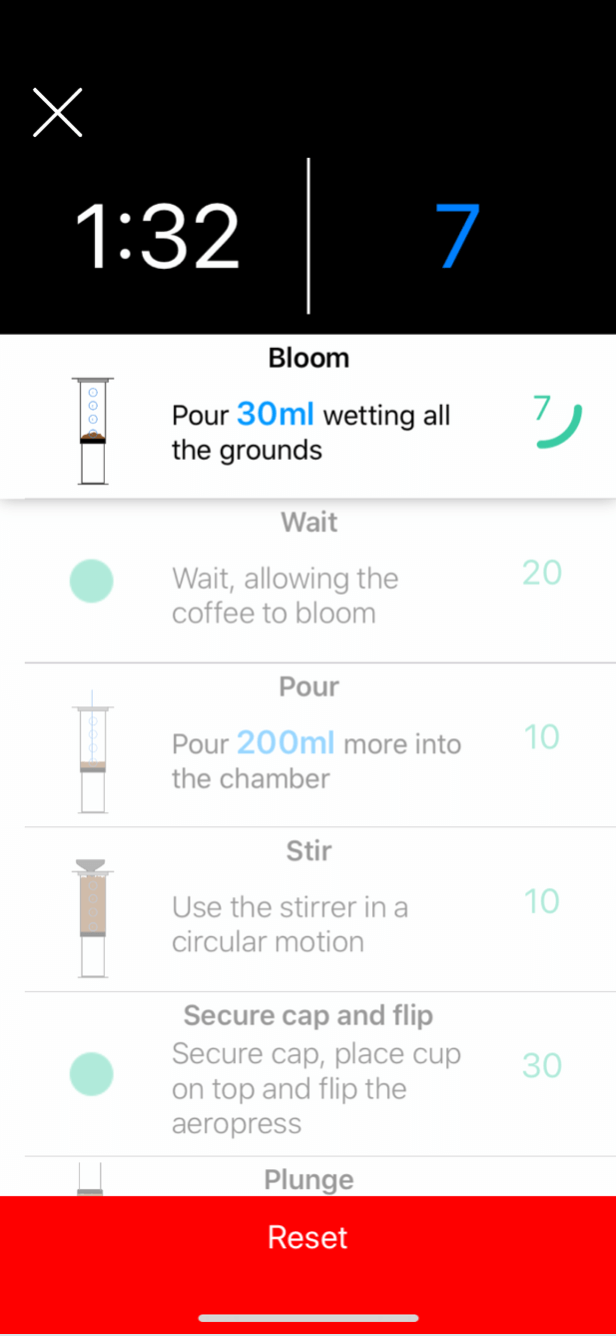 1:32
7
Bloom
Pour 30ml wetting all
the grounds
7
Wait
Wait, allowing the
coffee to bloom
20
Pour
Pour 200ml more into
the chamber
10
Stir
Use the stirrer in a
circular motion
10
Secure cap and flip
Secure cap, place cup
on top and flip the
aeropress
30
Plunge
Reset